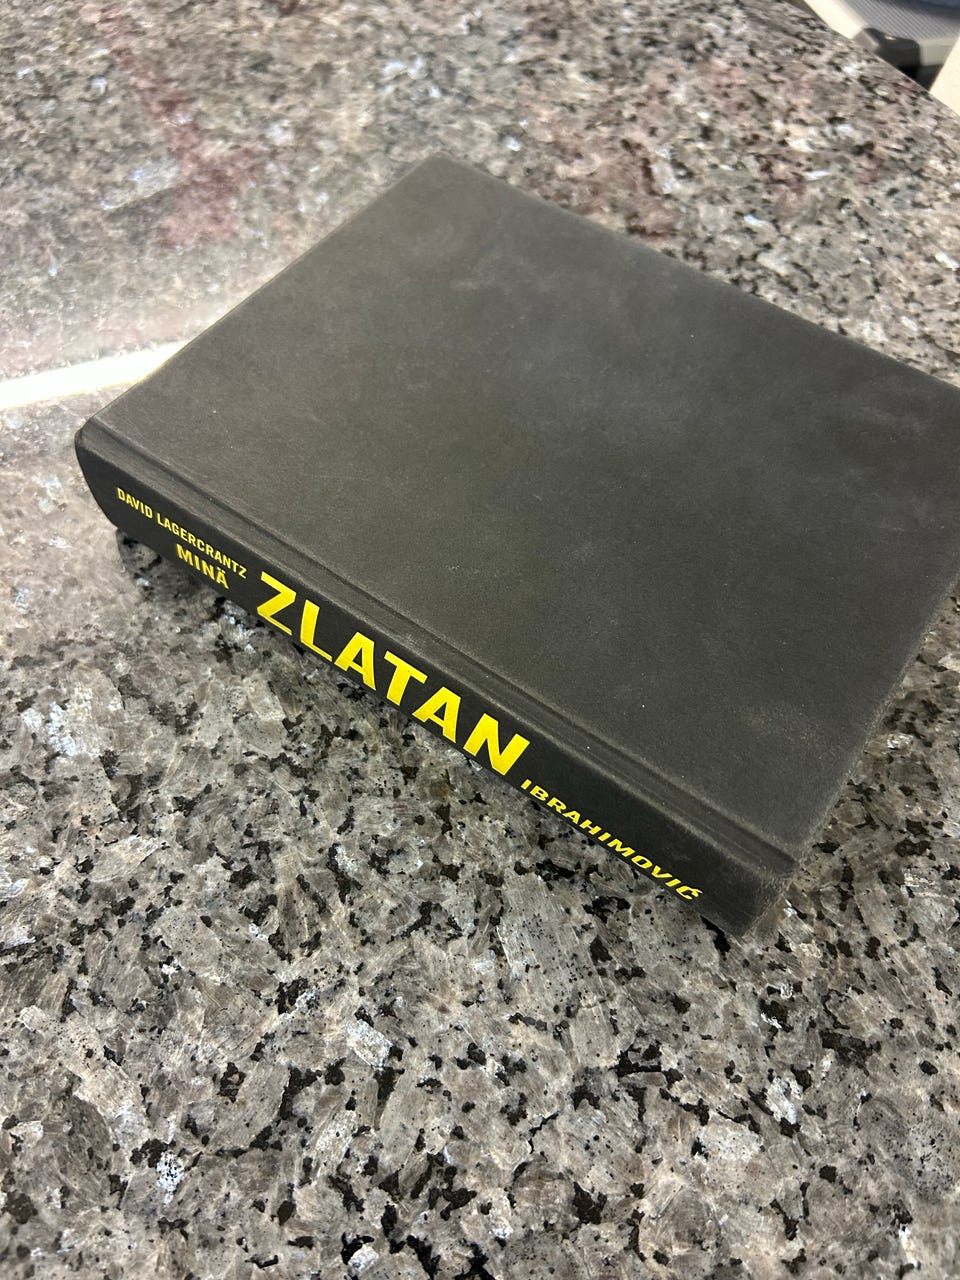 DAVID LAGERCRANTZ
MINÄ
ZLATAN
IBRAHIMOVIĆ